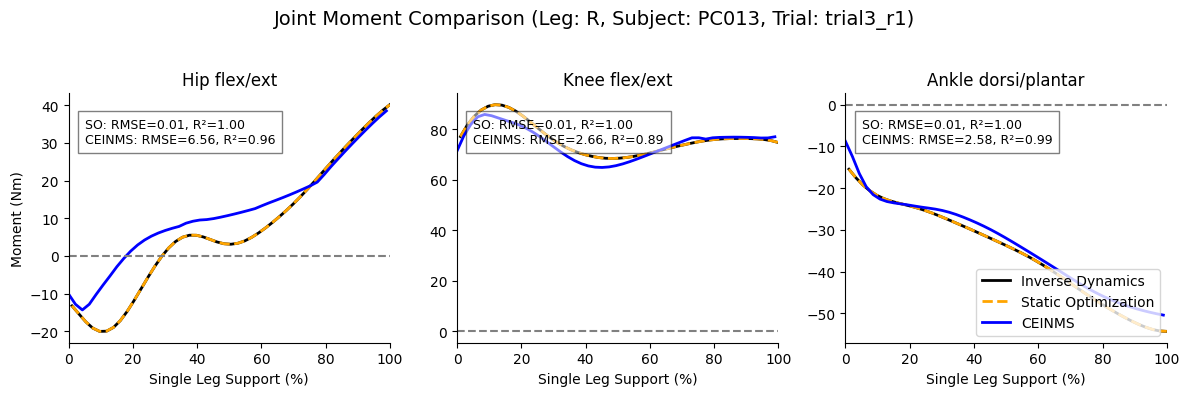 Joint Moment Comparison (Leg: R, Subject: PC013, Trial: trial3_r1)
Hip flex/ext
Knee flex/ext
Ankle dorsi/plantar
SO: RMSE=0.01, R²=1.00
CEINMS: RMSE=6.56, R²=0.96
SO: RMSE=0.01, R²=1.00
CEINMS: RMSE=2.66, R²=0.89
SO: RMSE=0.01, R²=1.00
CEINMS: RMSE=2.58, R²=0.99
Moment (Nm)
40
30
20
10
0
−10
−20
0 20 40 60 80 100
Single Leg Support (%)
80
60
40
20
0
0 20 40 60 80 100
Single Leg Support (%)
0
−10
−20
−30
−40
−50
Inverse Dynamics
Static Optimization
CEINMS
0 20 40 60 80 100
Single Leg Support (%)